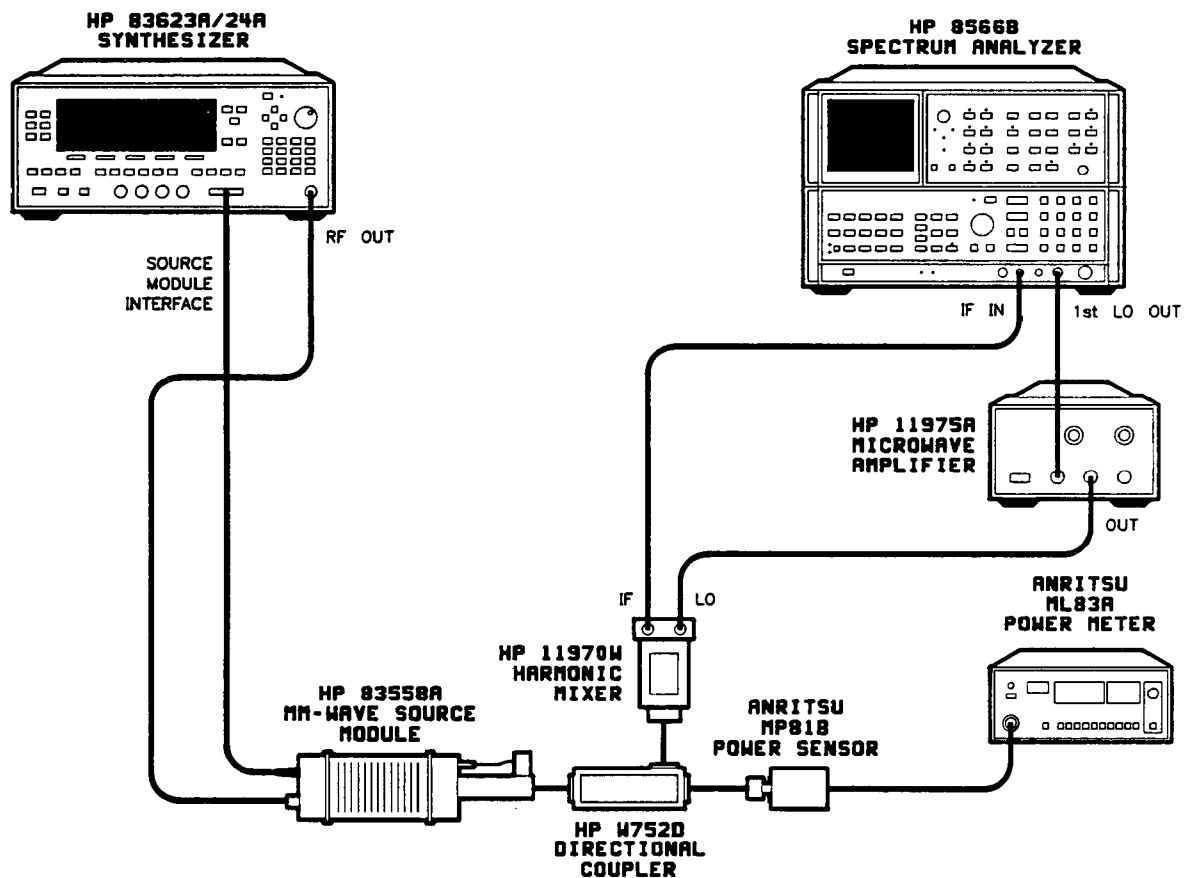 HP 83623A/24A
SYNTHESIZER
HP 8566B
SPECTRUM ANALYZER
RF OUT
SOURCE
MODULE
INTERFACE
IF IN
1st LO OUT
HP 11975A
MICROWAVE
AMPLIFIER
OUT
IF
LO
ANRITSU
ML83A
POWER METER
HP 11970W
HARMONIC
MIXER
HP 83558A
MM-WAVE SOURCE
MODULE
ANRITSU
MP81B
POWER SENSOR
HP W752D
DIRECTIONAL
COUPLER